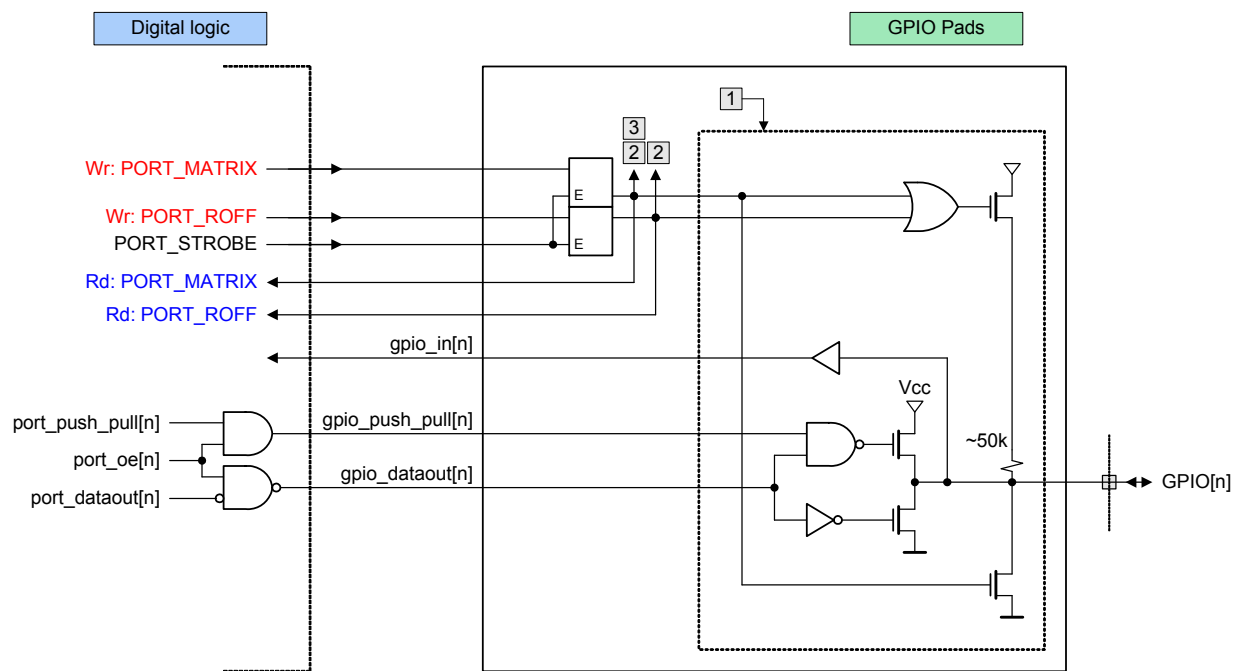 Digital logic
GPIO Pads
1
3
2 2
Wr: PORT_MATRIX
E
Wr: PORT_ROFF
PORT_STROBE
E
Rd: PORT_MATRIX
Rd: PORT_ROFF
gpio_in[n]
Vcc
port_push_pull[n]
gpio_push_pull[n]
~50k
port_oe[n]
gpio_dataout[n]
GPIO[n]
port_dataout[n]